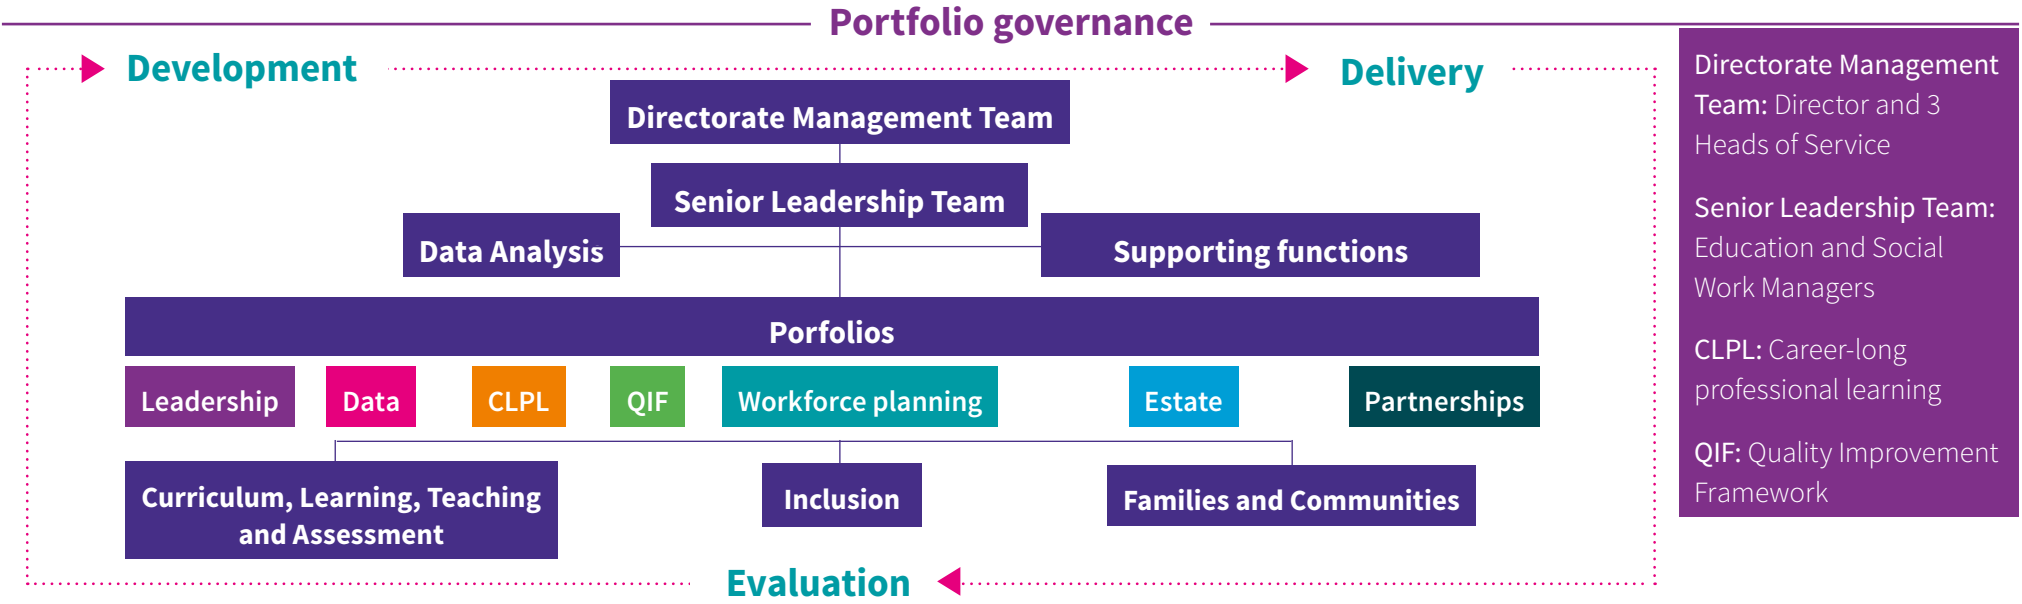 Portfolio governance
Development
Delivery
Directorate Management Team
Senior Leadership Team
Data Analysis
Supporting functions
Porfolios
Leadership
Data
CLPL
QIF
Workforce planning
Estate
Partnerships
Curriculum, Learning, Teaching
and Assessment
Inclusion
Families and Communities
Evaluation
Directorate Management
Team: Director and 3
Heads of Service
Senior Leadership Team:
Education and Social
Work Managers
CLPL: Career-long
professional learning
QIF: Quality Improvement
Framework